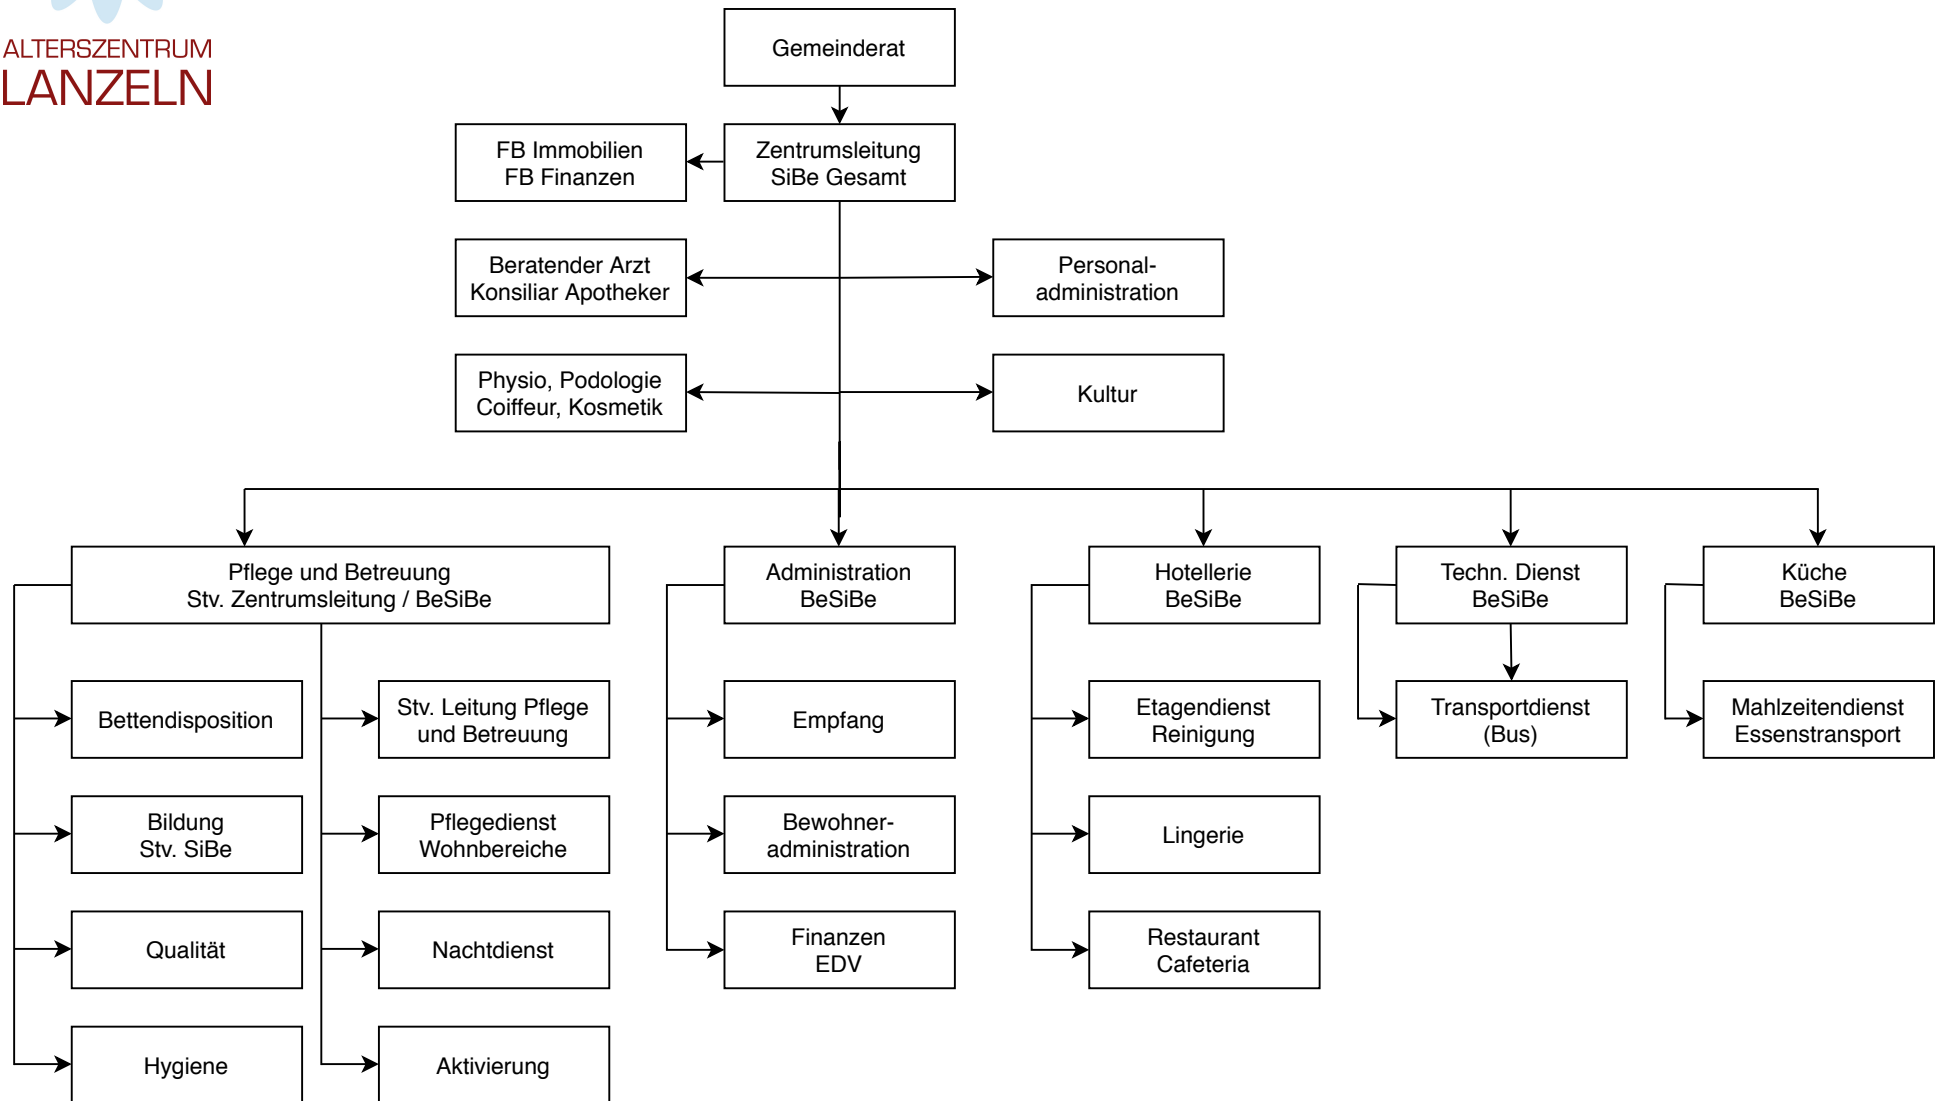 ALTERSZENTRUM
LANZELN
Gemeinderat
FB Immobilien
FB Finanzen
Zentrumsleitung
SiBe Gesamt
Beratender Arzt
Konsiliar Apotheker
Personal-
administration
Physio, Podologie
Coiffeur, Kosmetik
Kultur
Pflege und Betreuung
Stv. Zentrumsleitung / BeSiBe
Administration
BeSiBe
Hotellerie
BeSiBe
Techn. Dienst
BeSiBe
Küche
BeSiBe
Bettendisposition
Stv. Leitung Pflege
und Betreuung
Empfang
Etagendienst
Reinigung
Transportdienst
(Bus)
Mahlzeitendienst
Essenstransport
Bildung
Stv. SiBe
Pflegedienst
Wohnbereiche
Bewohner-
administration
Lingerie
Qualität
Nachtdienst
Finanzen
EDV
Restaurant
Cafeteria
Hygiene
Aktivierung